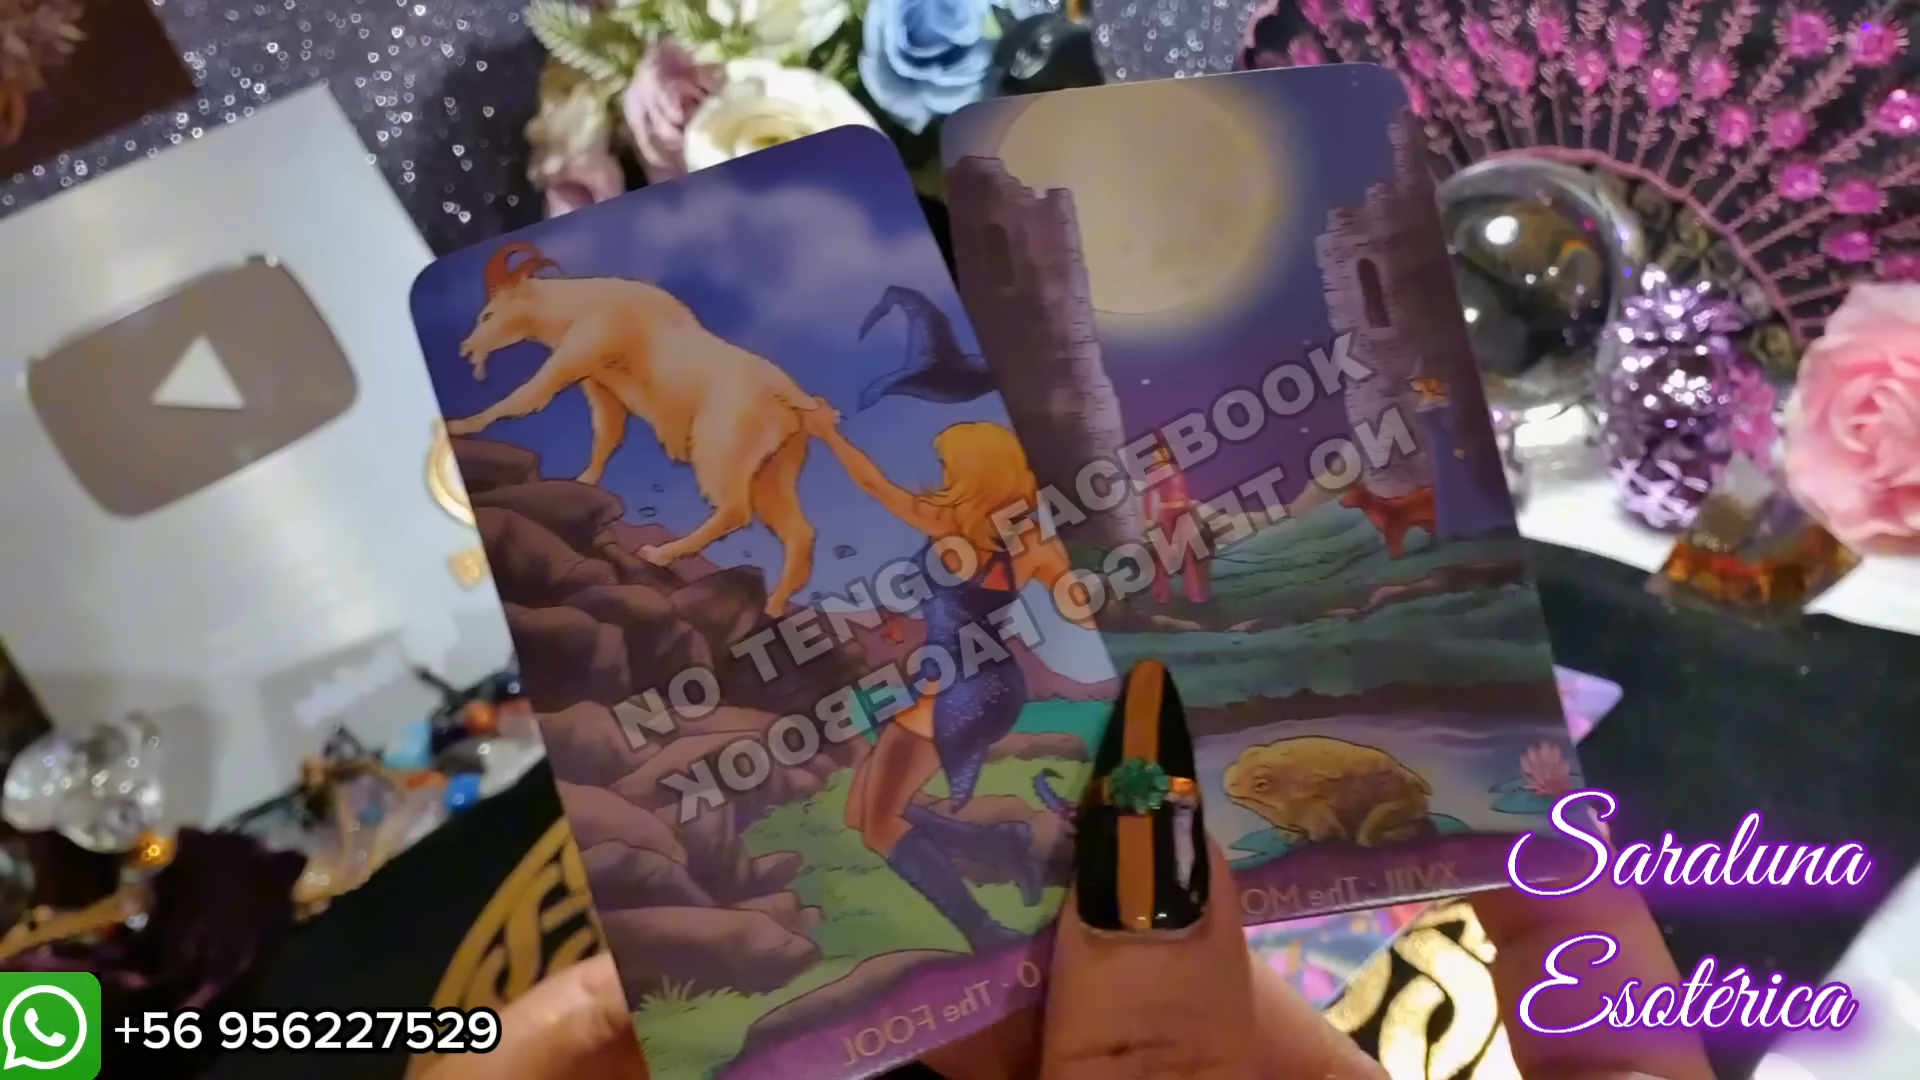 NO TENGO FACEBOOK
NO TENGO FACEBOOK
0 - The FOOL
XVIII - The MO
Saraluna
Esotérica
+56 956227529